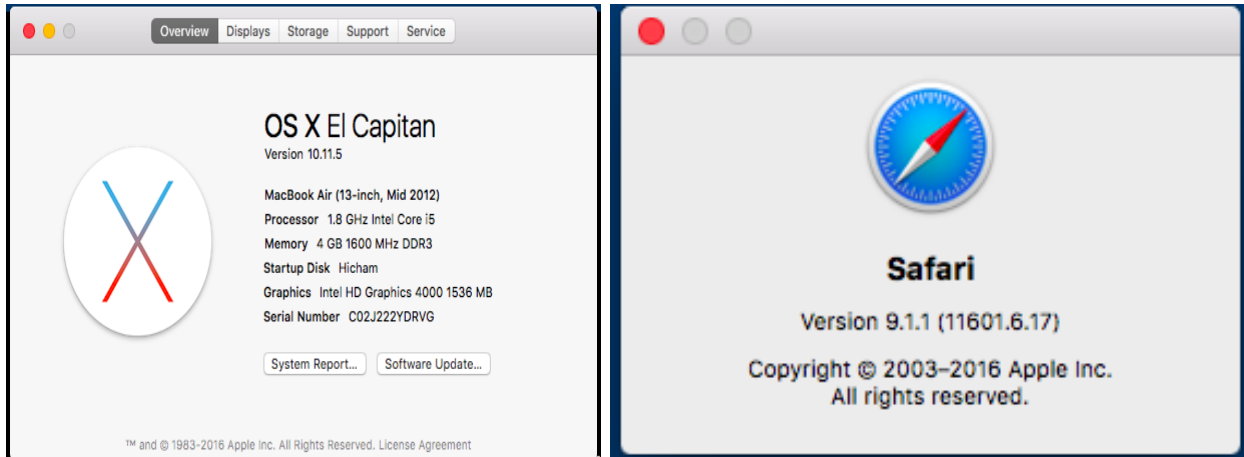 Overview Displays Storage Support Service
OS X El Capitan
Version 10.11.5
MacBook Air (13-inch, Mid 2012)
Processor 1.8 GHz Intel Core i5
Memory 4 GB 1600 MHz DDR3
Startup Disk Hicham
Graphics Intel HD Graphics 4000 1536 MB
Serial Number C02J222YDRVG
System Report... Software Update...
™ and © 1983-2016 Apple Inc. All Rights Reserved. License Agreement
Safari
Version 9.1.1 (11601.6.17)
Copyright © 2003–2016 Apple Inc.
All rights reserved.